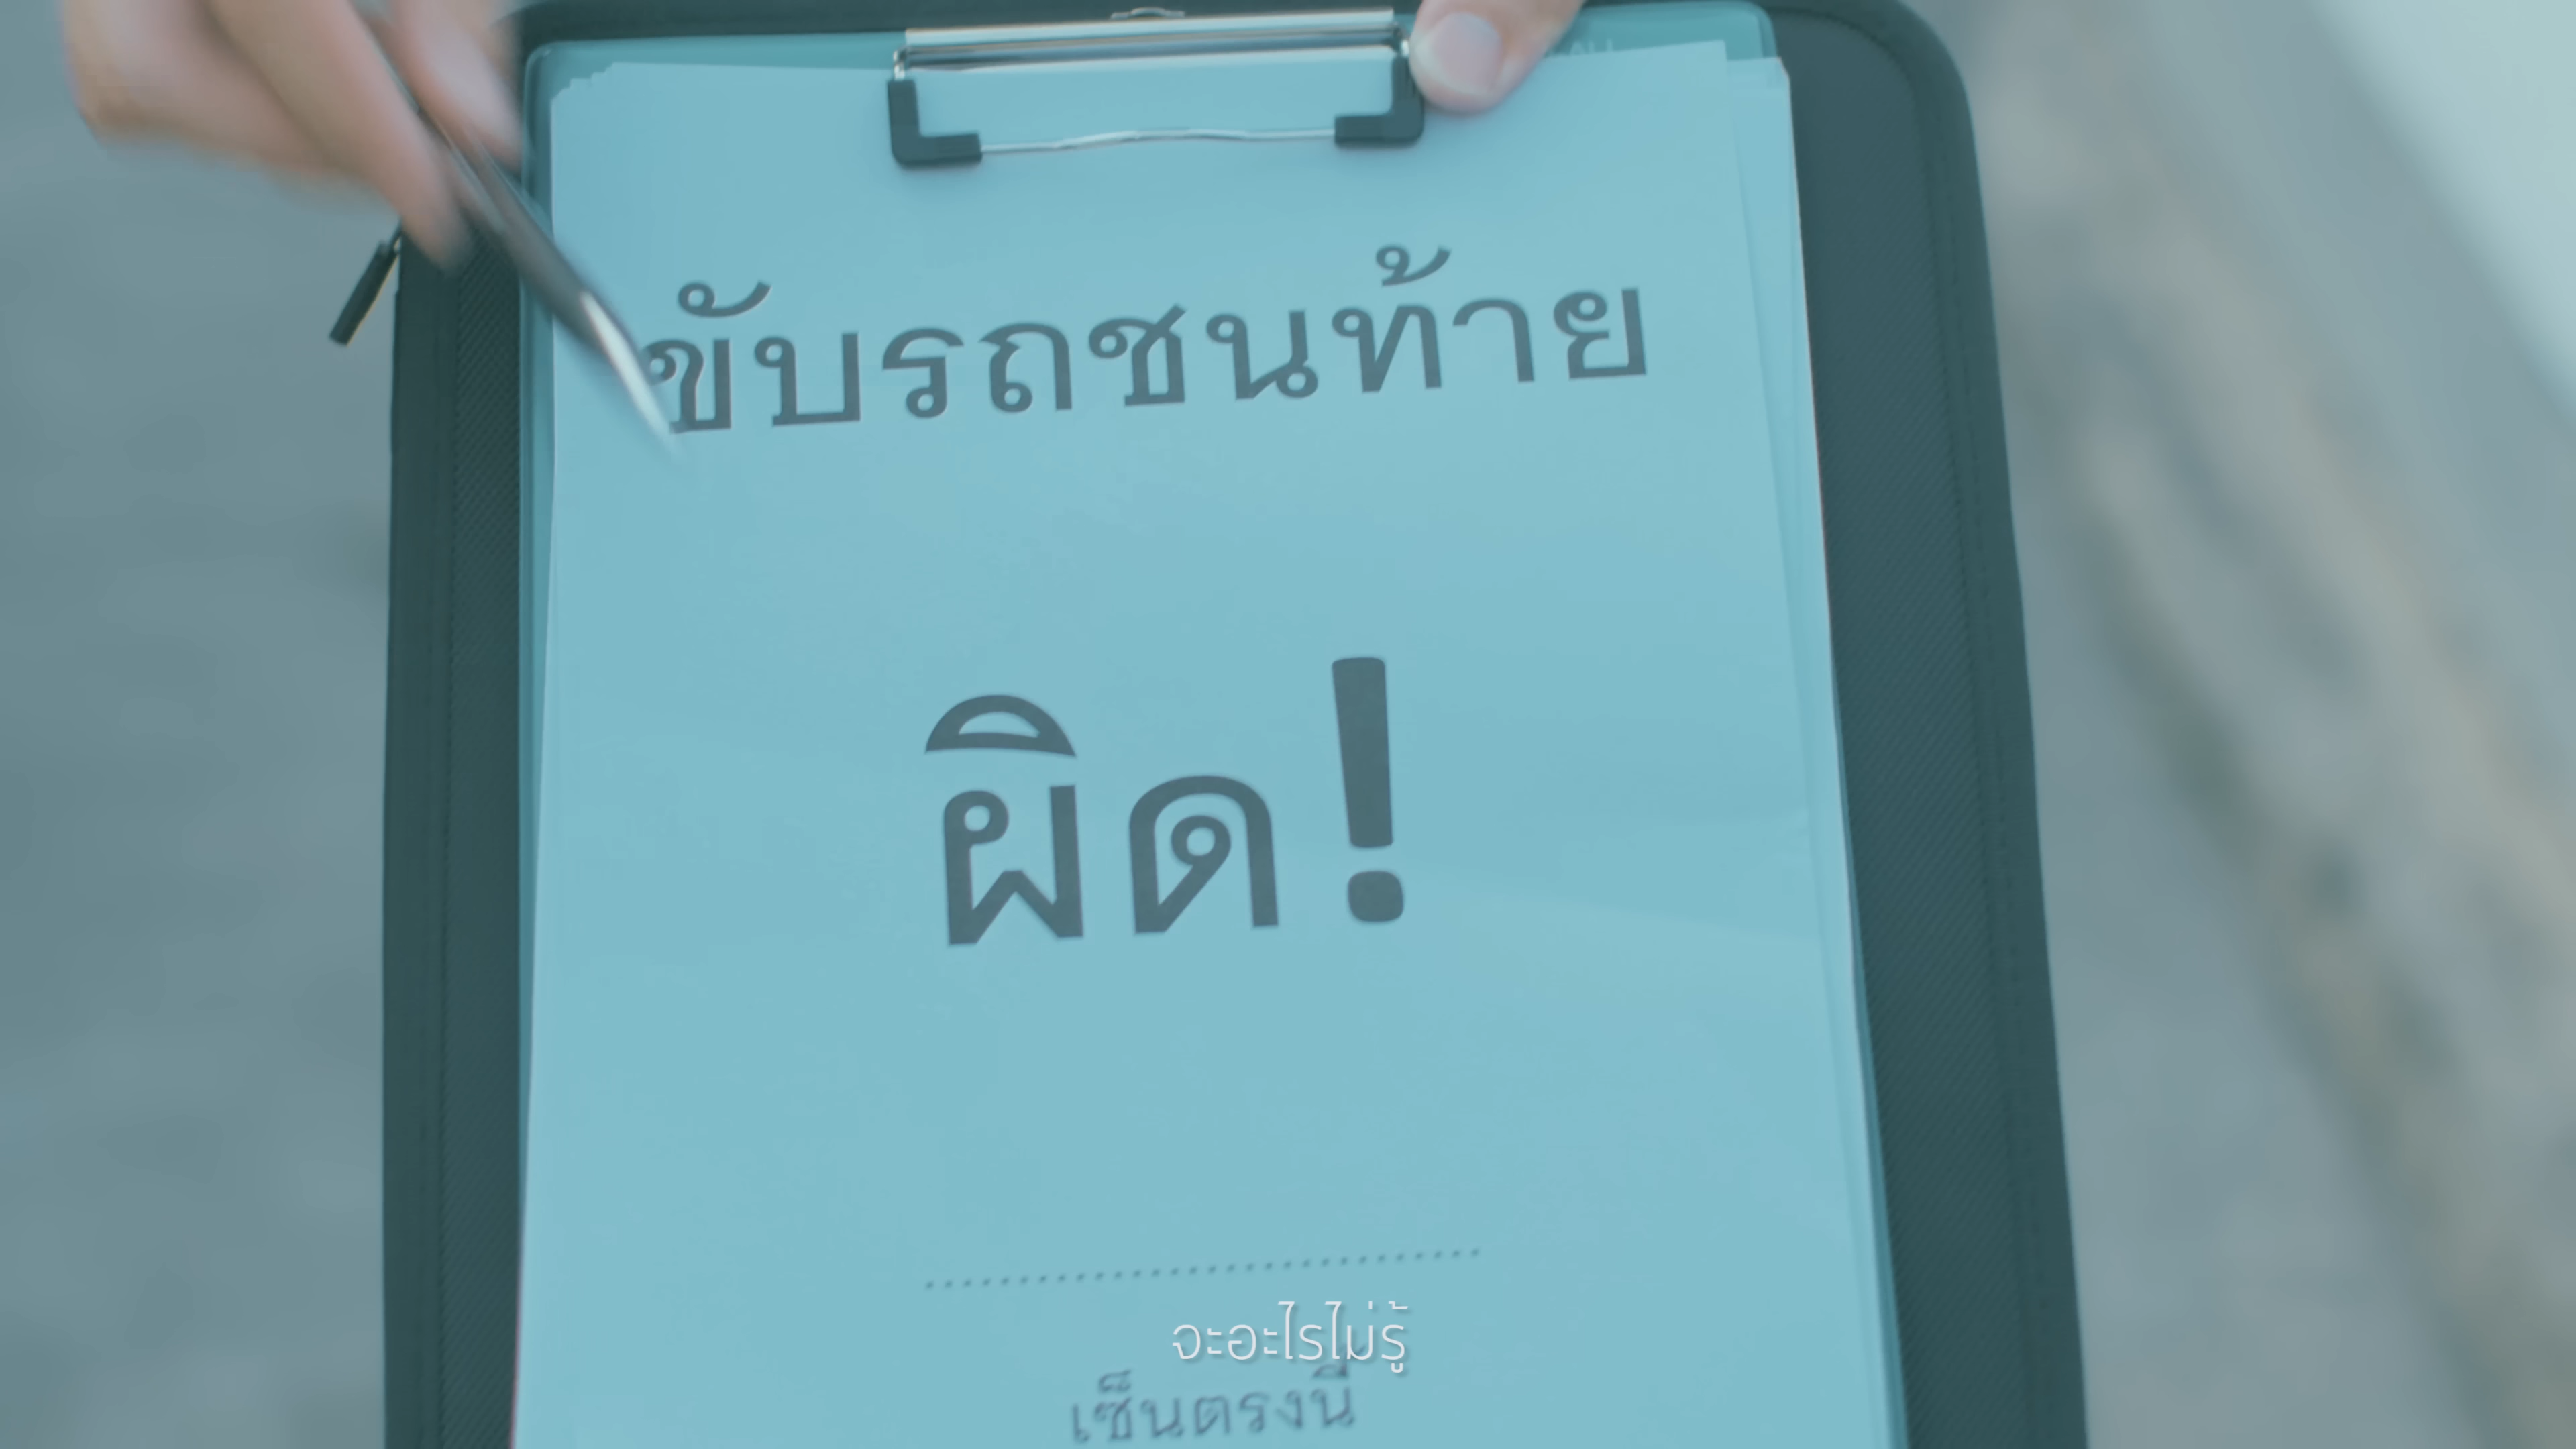 ขับรถชนท้าย
ผิด!
................................
จะอะไรไม่รู้
เซ็นตรงนี้